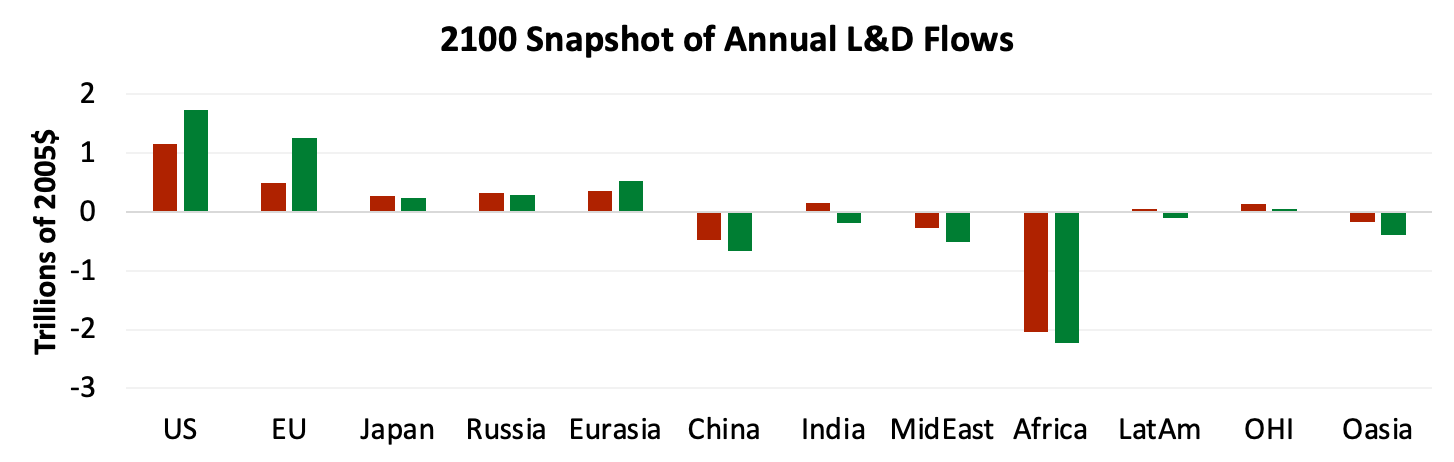 2100 Snapshot of Annual L&D Flows
Trillions of 2005$
2
1
0
-1
-2
-3
US EU Japan Russia Eurasia China India MidEast Africa LatAm OHI Oasia